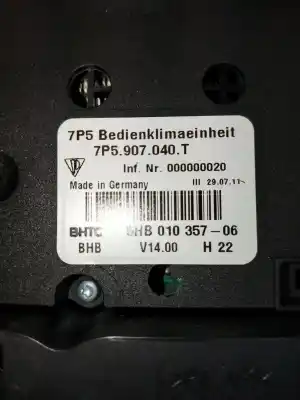 7P5 Bedienklimaeinheit
7P5.907.040.T
Inf. Nr. 000000020
Made in Germany III 29.07.11
BHTC 5HB 010 357-06
BHB V14.00 H 22